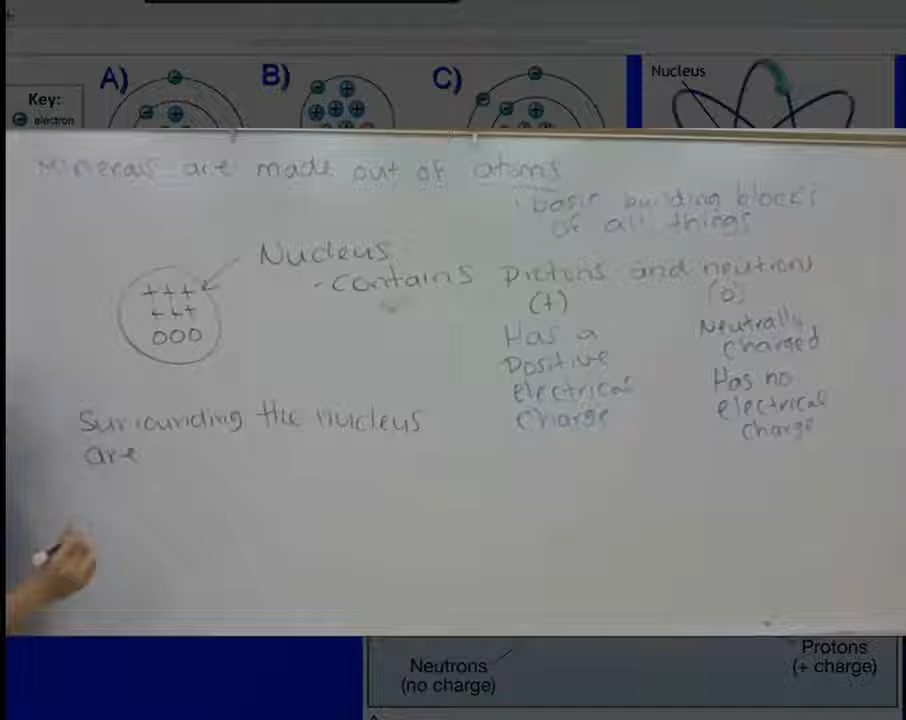 A) B) C)
Nucleus
Key:
electron
Minerals are made out of atoms
basic building blocks
of all things
Nucleus
- Contains Protons and neutrons
(+) (0)
Has a
Positive
electrical
charge
Neutrally
charged
Has no
electrical
charge
+++
+++
OOO
Surrounding the nucleus
are
Neutrons
(no charge)
Protons
(+ charge)